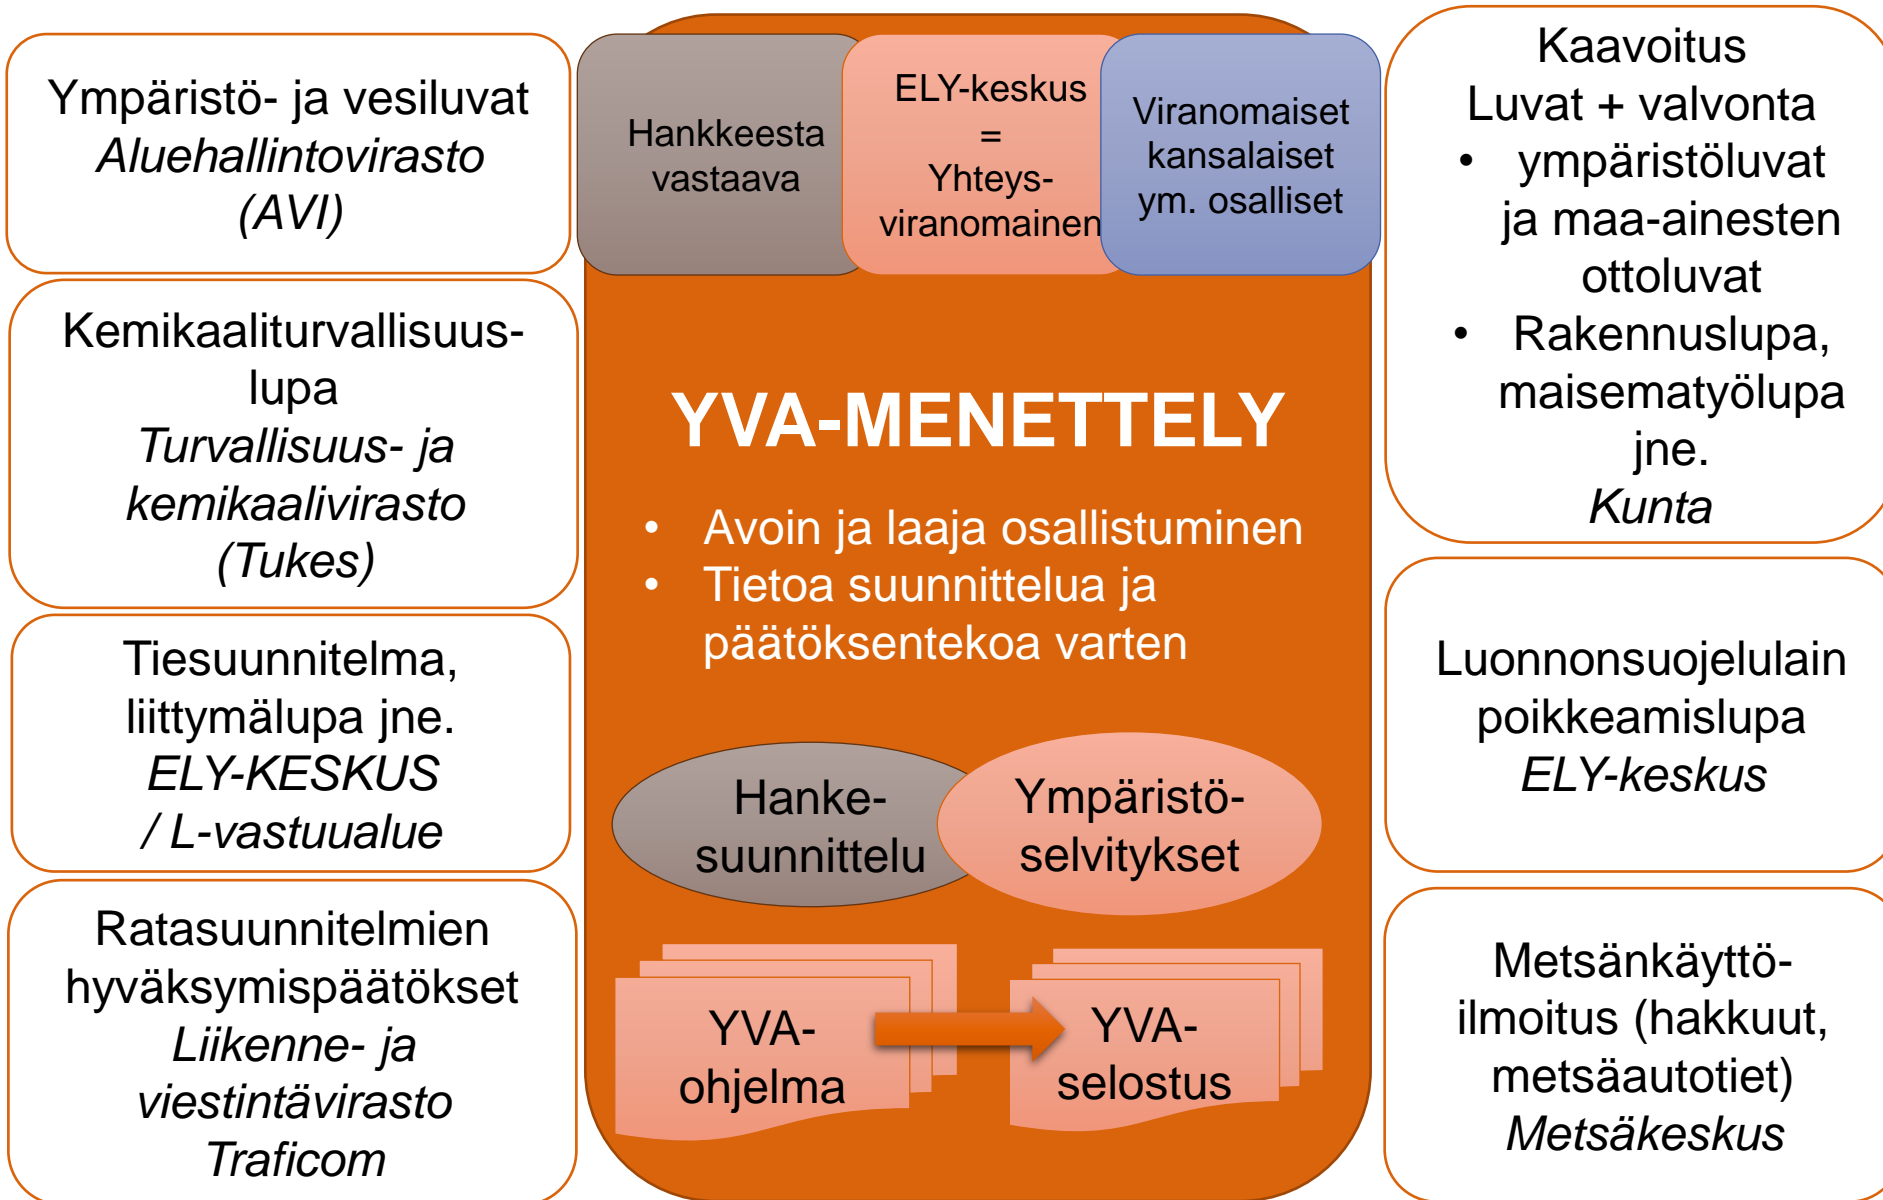 Ympäristö- ja vesiluvat
Aluehallintovirasto
(AVI)
Kemikaaliturvallisuus-
lupa
Turvallisuus- ja
kemikaalivirasto
(Tukes)
Tiesuunnitelma,
liittymälupa jne.
ELY-KESKUS
/ L-vastuualue
Ratasuunnitelmien
hyväksymispäätökset
Liikenne- ja
viestintävirasto
Traficom
Hankkeesta
vastaava
ELY-keskus
=
Yhteys-
viranomainen
Viranomaiset
kansalaiset
ym. osalliset
YVA-MENETTELY
• Avoin ja laaja osallistuminen
• Tietoa suunnittelua ja
päätöksentekoa varten
Hanke-
suunnittelu
Ympäristö-
selvitykset
YVA-
ohjelma
YVA-
selostus
Kaavoitus
Luvat + valvonta
• ympäristöluvat
ja maa-ainesten
ottoluvat
• Rakennuslupa,
maisematyölupa
jne.
Kunta
Luonnonsuojelulain
poikkeamislupa
ELY-keskus
Metsänkäyttö-
ilmoitus (hakkuut,
metsäautotiet)
Metsäkeskus